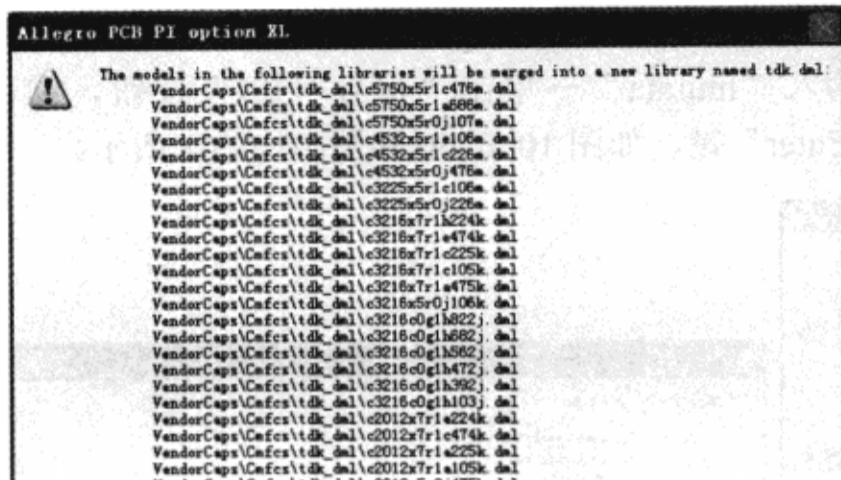 Allegro PCB PI option XL
The models in the following libraries will be merged into a new library named tdk.dml:
VendorCaps\Cmfcs\tdk_dml\c5750x5r1c476m.dml
VendorCaps\Cmfcs\tdk_dml\c5750x5r1a686m.dml
VendorCaps\Cmfcs\tdk_dml\c5750x5r0j107m.dml
VendorCaps\Cmfcs\tdk_dml\c4532x5r1e106m.dml
VendorCaps\Cmfcs\tdk_dml\c4532x5r1c226m.dml
VendorCaps\Cmfcs\tdk_dml\c4532x5r0j476m.dml
VendorCaps\Cmfcs\tdk_dml\c3225x5r1c106m.dml
VendorCaps\Cmfcs\tdk_dml\c3225x5r0j226m.dml
VendorCaps\Cmfcs\tdk_dml\c3216x7r1h224k.dml
VendorCaps\Cmfcs\tdk_dml\c3216x7r1e474k.dml
VendorCaps\Cmfcs\tdk_dml\c3216x7r1c225k.dml
VendorCaps\Cmfcs\tdk_dml\c3216x7r1c105k.dml
VendorCaps\Cmfcs\tdk_dml\c3216x7r1a475k.dml
VendorCaps\Cmfcs\tdk_dml\c3216x5r0j106k.dml
VendorCaps\Cmfcs\tdk_dml\c3216c0g1h822j.dml
VendorCaps\Cmfcs\tdk_dml\c3216c0g1h682j.dml
VendorCaps\Cmfcs\tdk_dml\c3216c0g1h562j.dml
VendorCaps\Cmfcs\tdk_dml\c3216c0g1h472j.dml
VendorCaps\Cmfcs\tdk_dml\c3216c0g1h392j.dml
VendorCaps\Cmfcs\tdk_dml\c3216c0g1h103j.dml
VendorCaps\Cmfcs\tdk_dml\c2012x7r1e224k.dml
VendorCaps\Cmfcs\tdk_dml\c2012x7r1c474k.dml
VendorCaps\Cmfcs\tdk_dml\c2012x7r1a225k.dml
VendorCaps\Cmfcs\tdk_dml\c2012x7r1a105k.dml